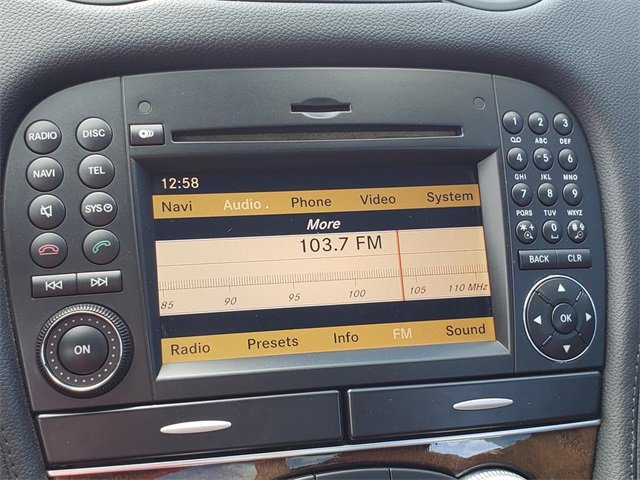 RADIO DISC
NAVI TEL
SYS
ON
12:58
Navi Audio Phone Video System
More
103.7 FM
85 90 95 100 105 110 MHz
Radio Presets Info FM Sound
1 2 3
ABC DEF
4 5 6
GHI JKL MNO
7 8 9
PQRS TUV WXYZ
* 0 #
BACK CLR
OK